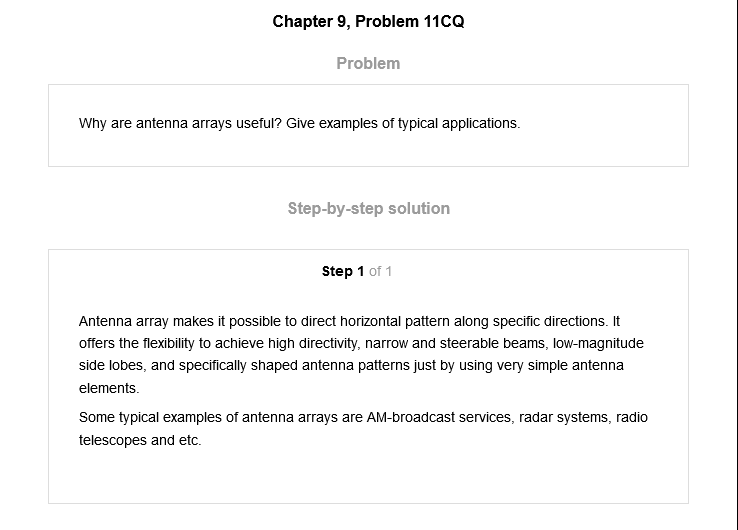 Chapter 9, Problem 11CQ
Problem
Why are antenna arrays useful? Give examples of typical applications.
Step-by-step solution
Step 1 of 1
Antenna array makes it possible to direct horizontal pattern along specific directions. It
offers the flexibility to achieve high directivity, narrow and steerable beams, low-magnitude
side lobes, and specifically shaped antenna patterns just by using very simple antenna
elements.
Some typical examples of antenna arrays are AM-broadcast services, radar systems, radio
telescopes and etc.